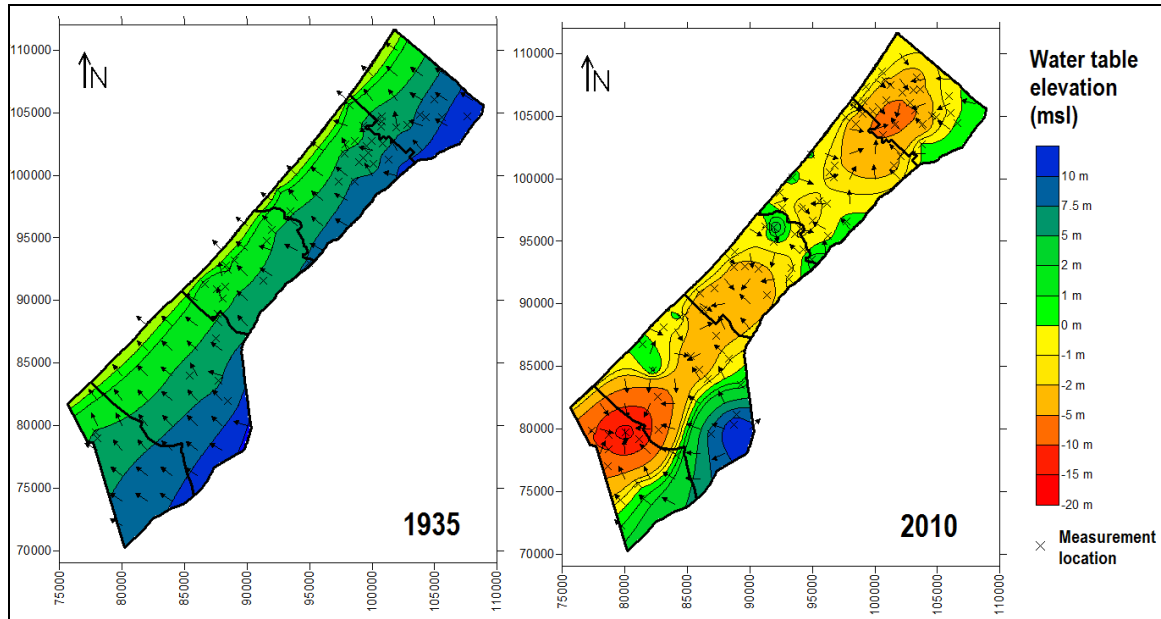 N
1935
110000
105000
100000
95000
90000
85000
80000
75000
70000
75000
80000
85000
90000
95000
100000
105000
110000
N
2010
110000
105000
100000
95000
90000
85000
80000
75000
70000
75000
80000
85000
90000
95000
100000
105000
110000
Water table
elevation
(msl)
10 m
7.5 m
5 m
2 m
1 m
0 m
-1 m
-2 m
-5 m
-10 m
-15 m
-20 m
× Measurement
location